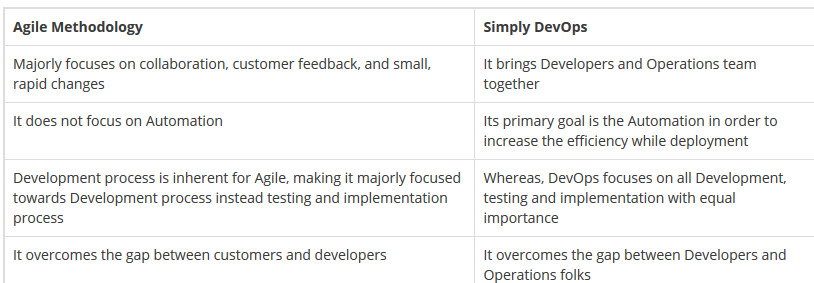 Agile Methodology
Simply DevOps
Majorly focuses on collaboration, customer feedback, and small,
rapid changes
It brings Developers and Operations team
together
It does not focus on Automation
Its primary goal is the Automation in order to
increase the efficiency while deployment
Development process is inherent for Agile, making it majorly focused
towards Development process instead testing and implementation
process
Whereas, DevOps focuses on all Development,
testing and implementation with equal
importance
It overcomes the gap between customers and developers
It overcomes the gap between Developers and
Operations folks